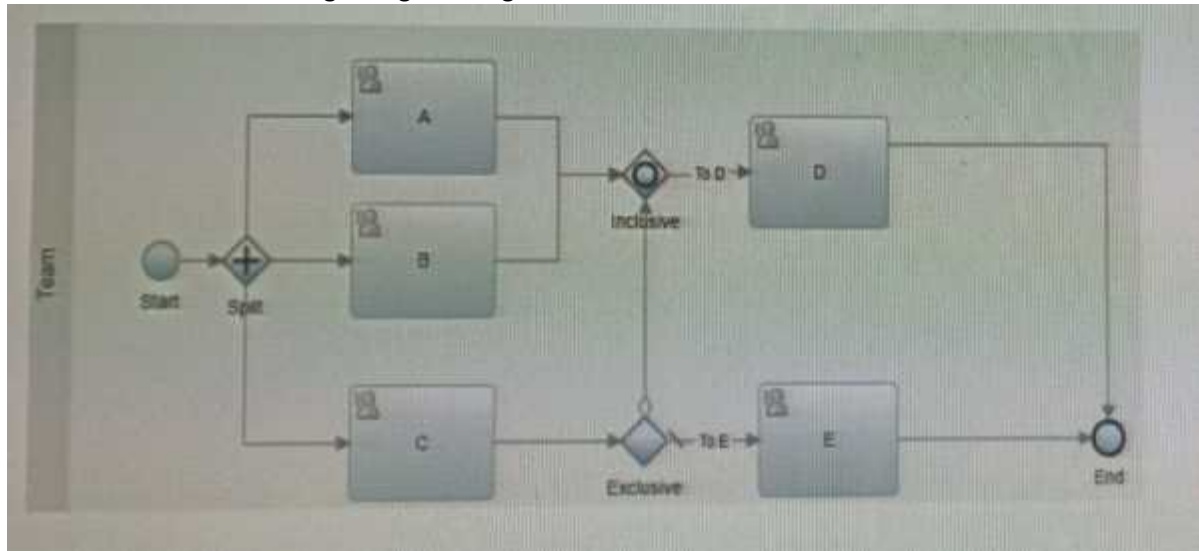 A
To D
D
Inclusive
B
Team
Start
Split
C
To E
E
Exclusive
End